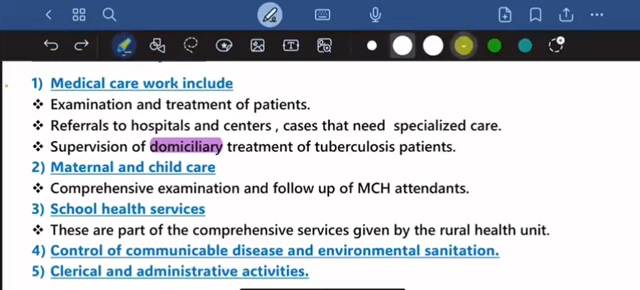 1) Medical care work include
❖ Examination and treatment of patients.
❖ Referrals to hospitals and centers , cases that need specialized care.
❖ Supervision of domiciliary treatment of tuberculosis patients.
2) Maternal and child care
❖ Comprehensive examination and follow up of MCH attendants.
3) School health services
❖ These are part of the comprehensive services given by the rural health unit.
4) Control of communicable disease and environmental sanitation.
5) Clerical and administrative activities.